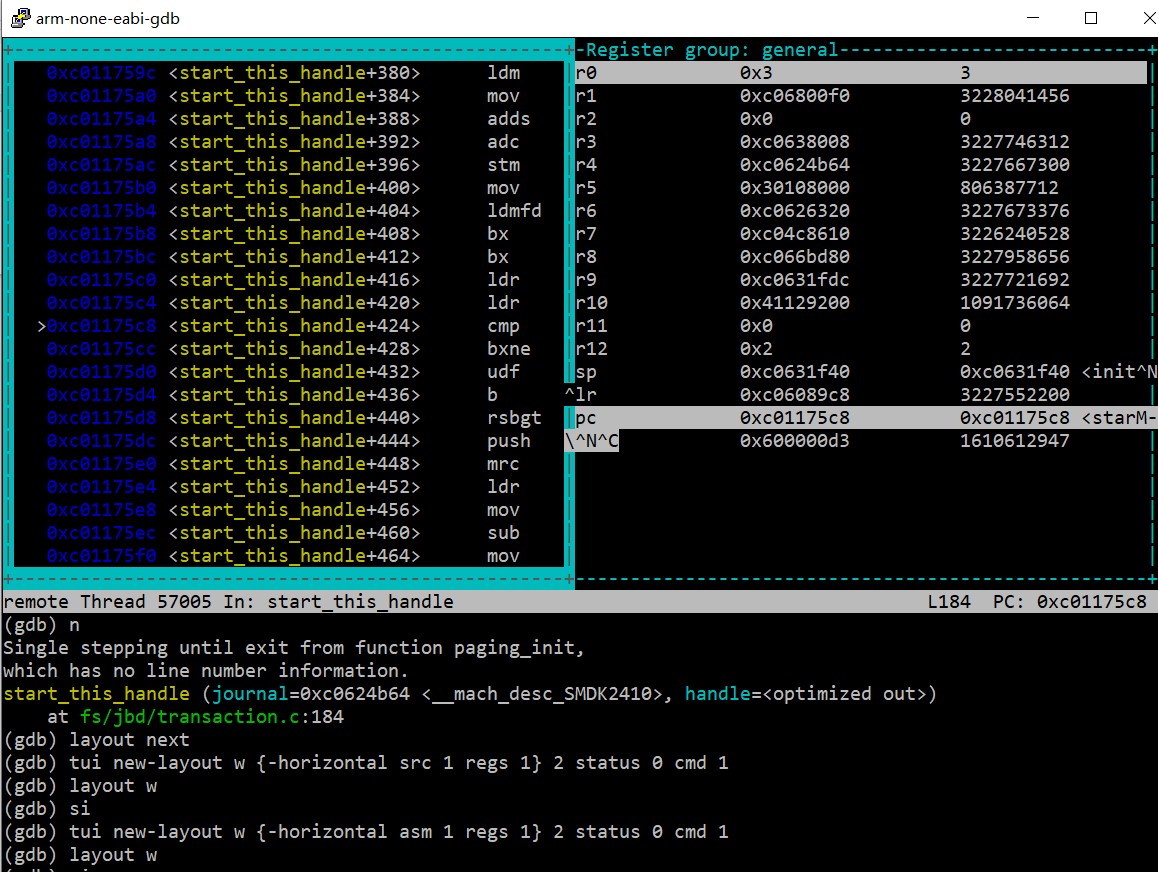 arm-none-eabi-gdb
Register group: general
0xc011759c <start_this_handle+380> ldm r0 0x3 3
0xc01175a0 <start_this_handle+384> mov r1 0xc06800f0 3228041456
0xc01175a4 <start_this_handle+388> adds r2 0x0 0
0xc01175a8 <start_this_handle+392> adc r3 0xc0638008 3227746312
0xc01175ac <start_this_handle+396> stm r4 0xc0624b64 3227667300
0xc01175b0 <start_this_handle+400> mov r5 0x30108000 806387712
0xc01175b4 <start_this_handle+404> ldmfd r6 0xc0626320 3227673376
0xc01175b8 <start_this_handle+408> bx r7 0xc04c8610 3226240528
0xc01175bc <start_this_handle+412> bx r8 0xc066bd80 3227958656
0xc01175c0 <start_this_handle+416> ldr r9 0xc0631fdc 3227721692
0xc01175c4 <start_this_handle+420> ldr r10 0x41129200 1091736064
>0xc01175c8 <start_this_handle+424> cmp r11 0x0 0
0xc01175cc <start_this_handle+428> bxne r12 0x2 2
0xc01175d0 <start_this_handle+432> udf sp 0xc0631f40 0xc0631f40 <init^N
0xc01175d4 <start_this_handle+436> b ^lr 0xc06089c8 3227552200
0xc01175d8 <start_this_handle+440> rsbgt pc 0xc01175c8 0xc01175c8 <starM-
0xc01175dc <start_this_handle+444> push \^N^C 0x600000d3 1610612947
0xc01175e0 <start_this_handle+448> mrc
0xc01175e4 <start_this_handle+452> ldr
0xc01175e8 <start_this_handle+456> mov
0xc01175ec <start_this_handle+460> sub
0xc01175f0 <start_this_handle+464> mov
remote Thread 57005 In: start_this_handle L184 PC: 0xc01175c8
(gdb) n
Single stepping until exit from function paging_init,
which has no line number information.
start_this_handle (journal=0xc0624b64 <__mach_desc_SMDK2410>, handle=<optimized out>)
at fs/jbd/transaction.c:184
(gdb) layout next
(gdb) tui new-layout w {-horizontal src 1 regs 1} 2 status 0 cmd 1
(gdb) layout w
(gdb) si
(gdb) tui new-layout w {-horizontal asm 1 regs 1} 2 status 0 cmd 1
(gdb) layout w